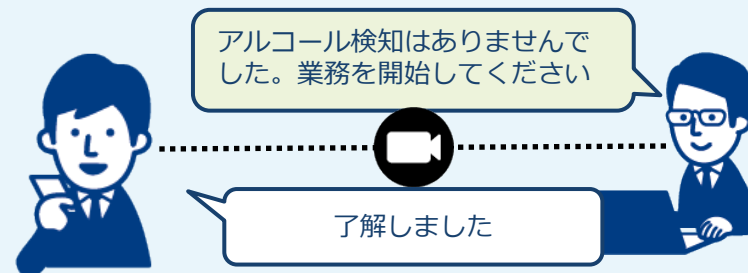 アルコール検知はありませんで
した。業務を開始してください
了解しました